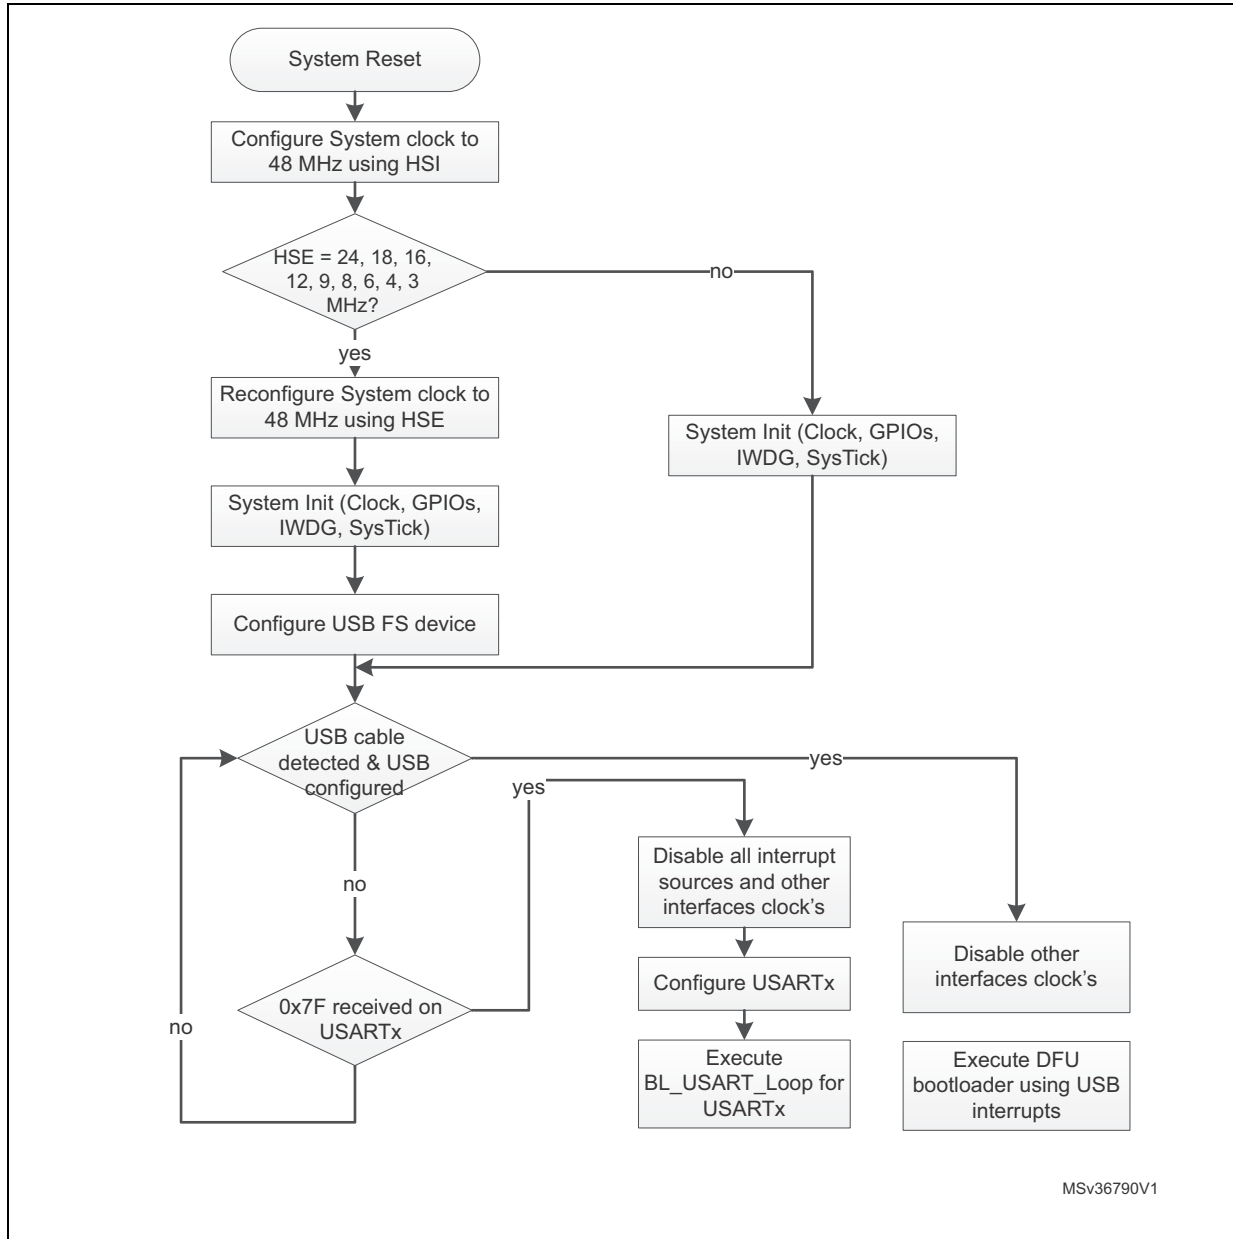 System Reset
Configure System clock to
48 MHz using HSI
HSE = 24, 18, 16,
12, 9, 8, 6, 4, 3
MHz?
no
yes
Reconfigure System clock to
48 MHz using HSE
System Init (Clock, GPIOs,
IWDG, SysTick)
System Init (Clock, GPIOs,
IWDG, SysTick)
Configure USB FS device
USB cable
detected & USB
configured
yes
yes
no
Disable all interrupt
sources and other
interfaces clock's
Disable other
interfaces clock's
Configure USARTx
0x7F received on
USARTx
no
Execute
BL_USART_Loop for
USARTx
Execute DFU
bootloader using USB
interrupts
MSv36790V1